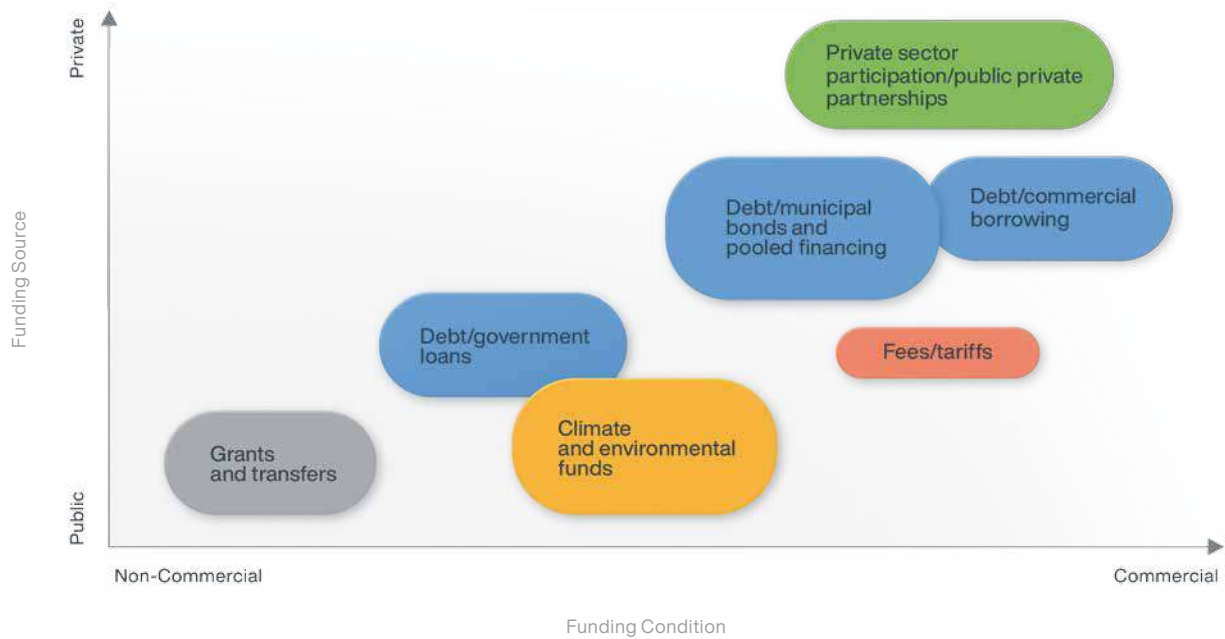 Private
Private sector
participation/public private
partnerships
Debt/municipal
bonds and
pooled financing
Debt/commercial
borrowing
Funding Source
Debt/government
loans
Fees/tariffs
Climate
and environmental
funds
Grants
and transfers
Public
Non-Commercial
Commercial
Funding Condition